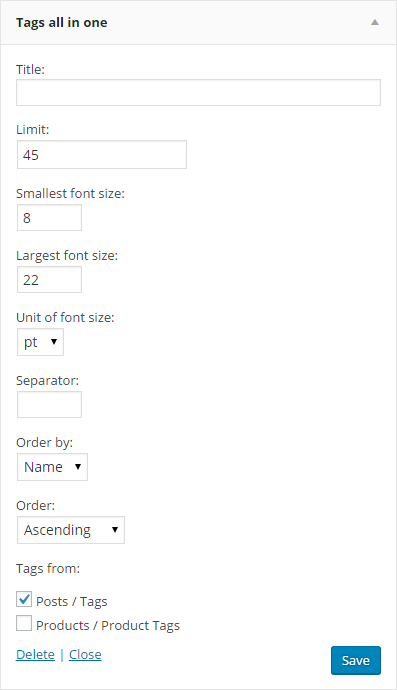 Tags all in one
Title:
Limit:
45
Smallest font size:
8
Largest font size:
22
Unit of font size:
pt
Separator:
Order by:
Name
Order:
Ascending
Tags from:
Posts / Tags
Products / Product Tags
Delete | Close Save